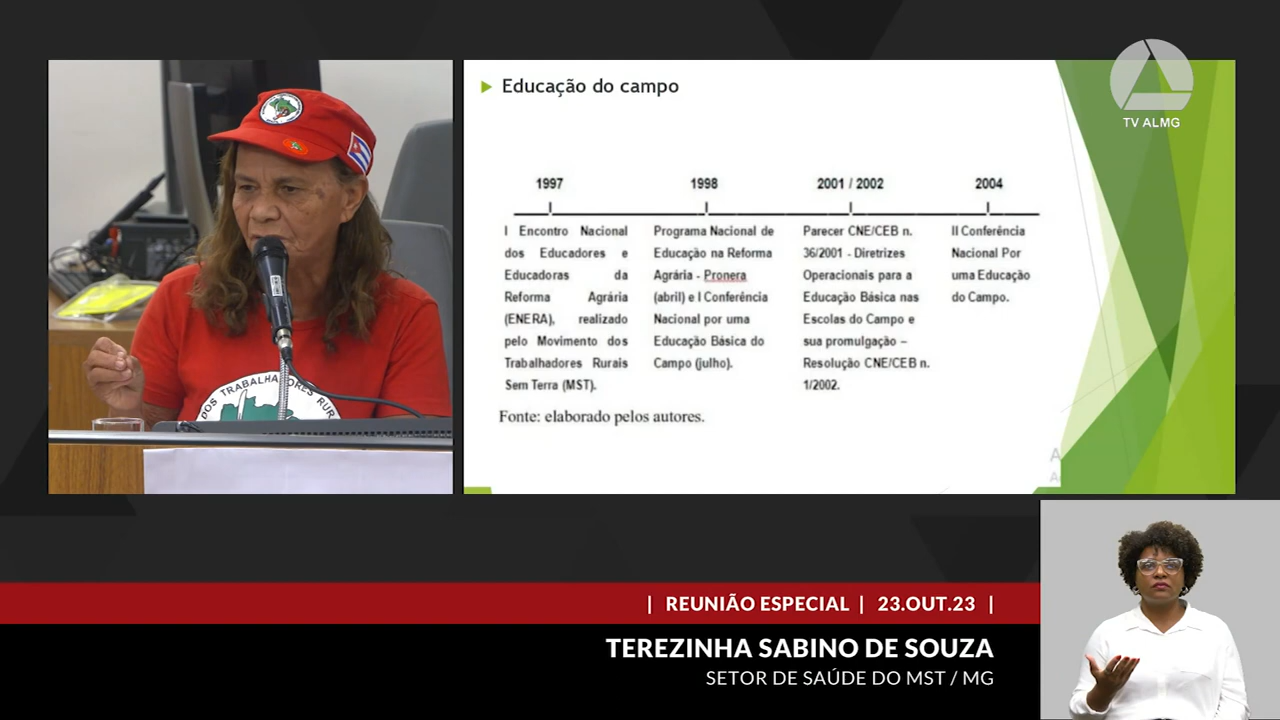 Educação do campo
TV ALMG
1997
I Encontro Nacional
dos Educadores e
Educadoras da
Reforma Agrária
(ENERA), realizado
pelo Movimento dos
Trabalhadores Rurais
Sem Terra (MST).
1998
Programa Nacional de
Educação na Reforma
Agrária - Pronera
(abril) e I Conferência
Nacional por uma
Educação Básica do
Campo (julho).
2001 / 2002
Parecer CNE/CEB n.
36/2001 - Diretrizes
Operacionais para a
Educação Básica nas
Escolas do Campo e
sua promulgação –
Resolução CNE/CEB n.
1/2002.
2004
II Conferência
Nacional Por
uma Educação
do Campo.
Fonte: elaborado pelos autores.
DOS TRABALHADORES RUR
| REUNIÃO ESPECIAL | 23.OUT.23 |
TEREZINHA SABINO DE SOUZA
SETOR DE SAÚDE DO MST / MG